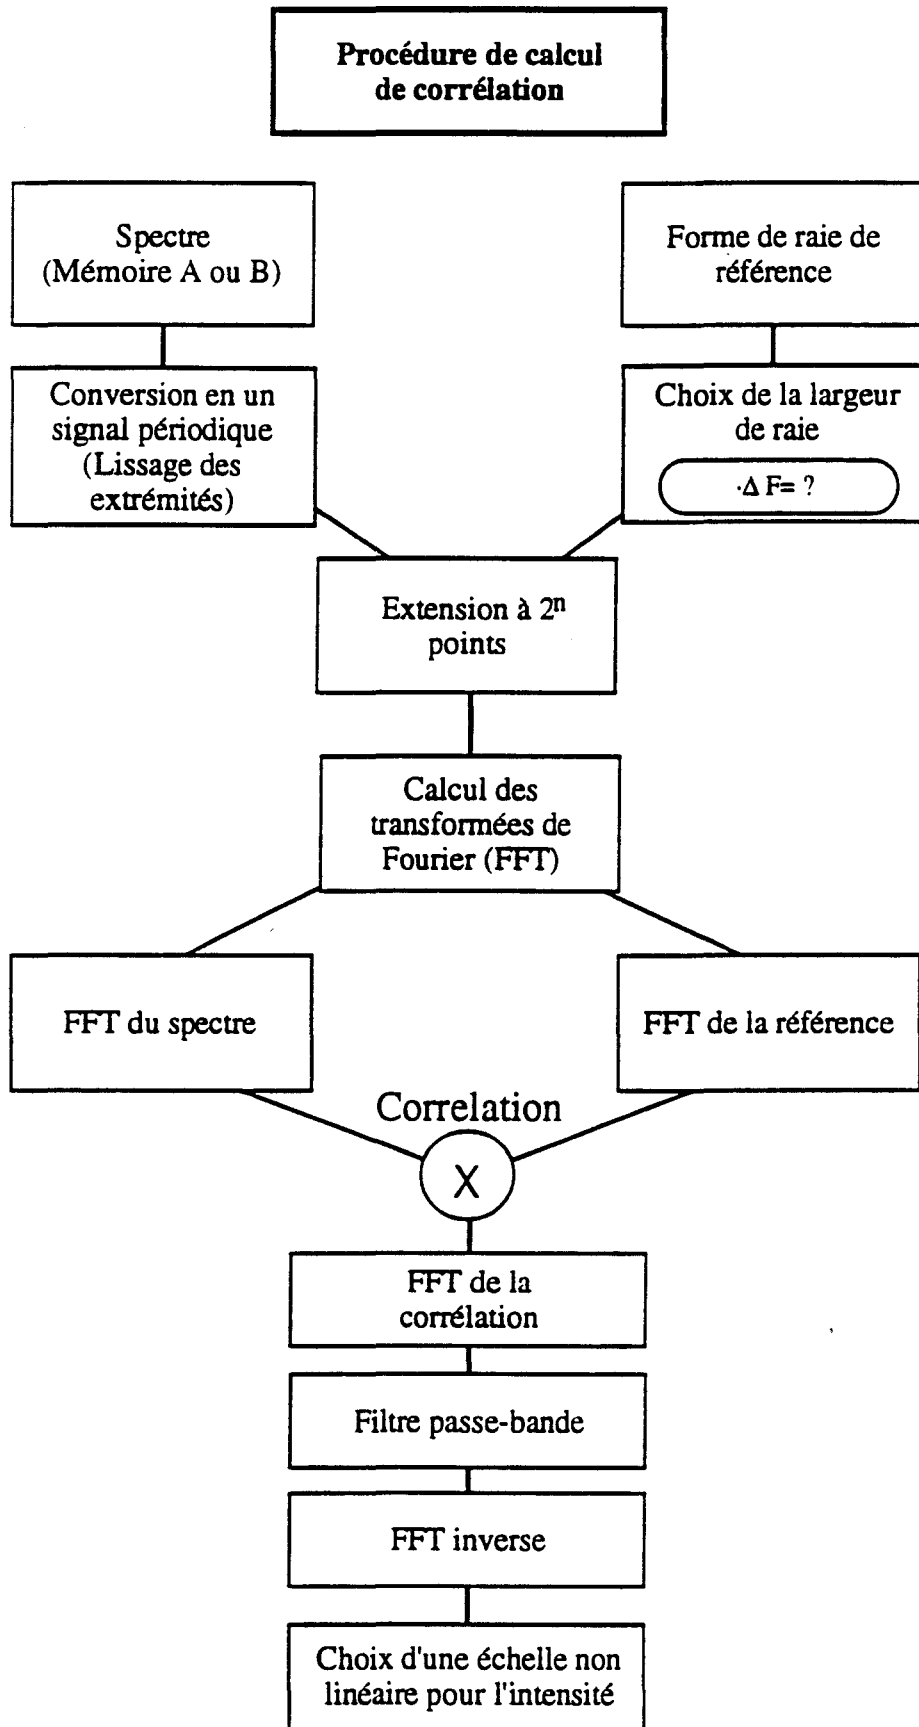 Procédure de calcul
de corrélation
Spectre
(Mémoire A ou B)
Forme de raie de
référence
Conversion en un
signal périodique
(Lissage des
extrémités)
Choix de la largeur
de raie
·Δ F= ?
Extension à 2ⁿ
points
Calcul des
transformées de
Fourier (FFT)
FFT du spectre
FFT de la référence
Correlation
X
FFT de la
corrélation
Filtre passe-bande
FFT inverse
Choix d'une échelle non
linéaire pour l'intensité